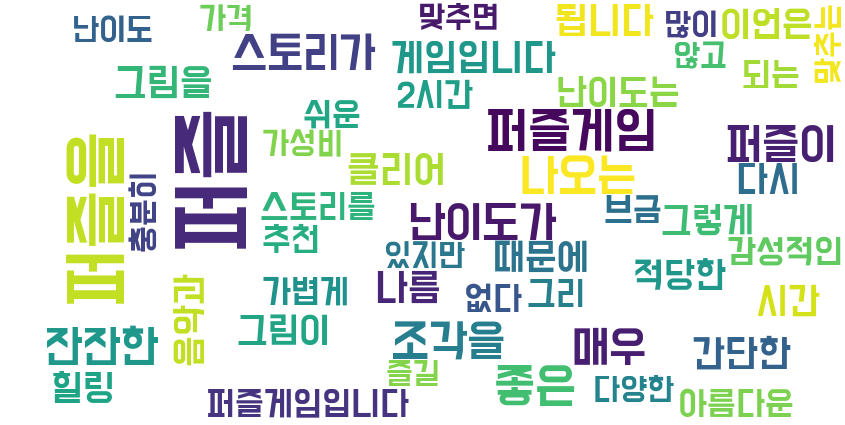 난이도
가격
맞추면
됩니다
많이
이언은
맞추는
스토리가
게임입니다
않고
그림을
2시간
난이도는
되는
쉬운
가성비
퍼즐게임
퍼즐이
퍼즐을
충분히
퍼즐
클리어
나오는
다시
스토리를
추천
난이도가
브금
그렇게
있지만
때문에
감성적인
음악과
가볍게
나름
없다
그리
적당한
시간
잔잔한
그림이
조각을
매우
간단한
힐링
즐길
좋은
다양한
퍼즐게임입니다
아름다운